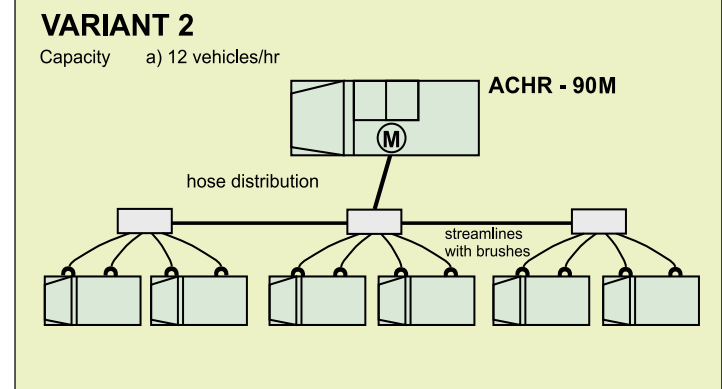 VARIANT 2
Capacity a) 12 vehicles/hr
ACHR - 90M
M
hose distribution
streamlines
with brushes